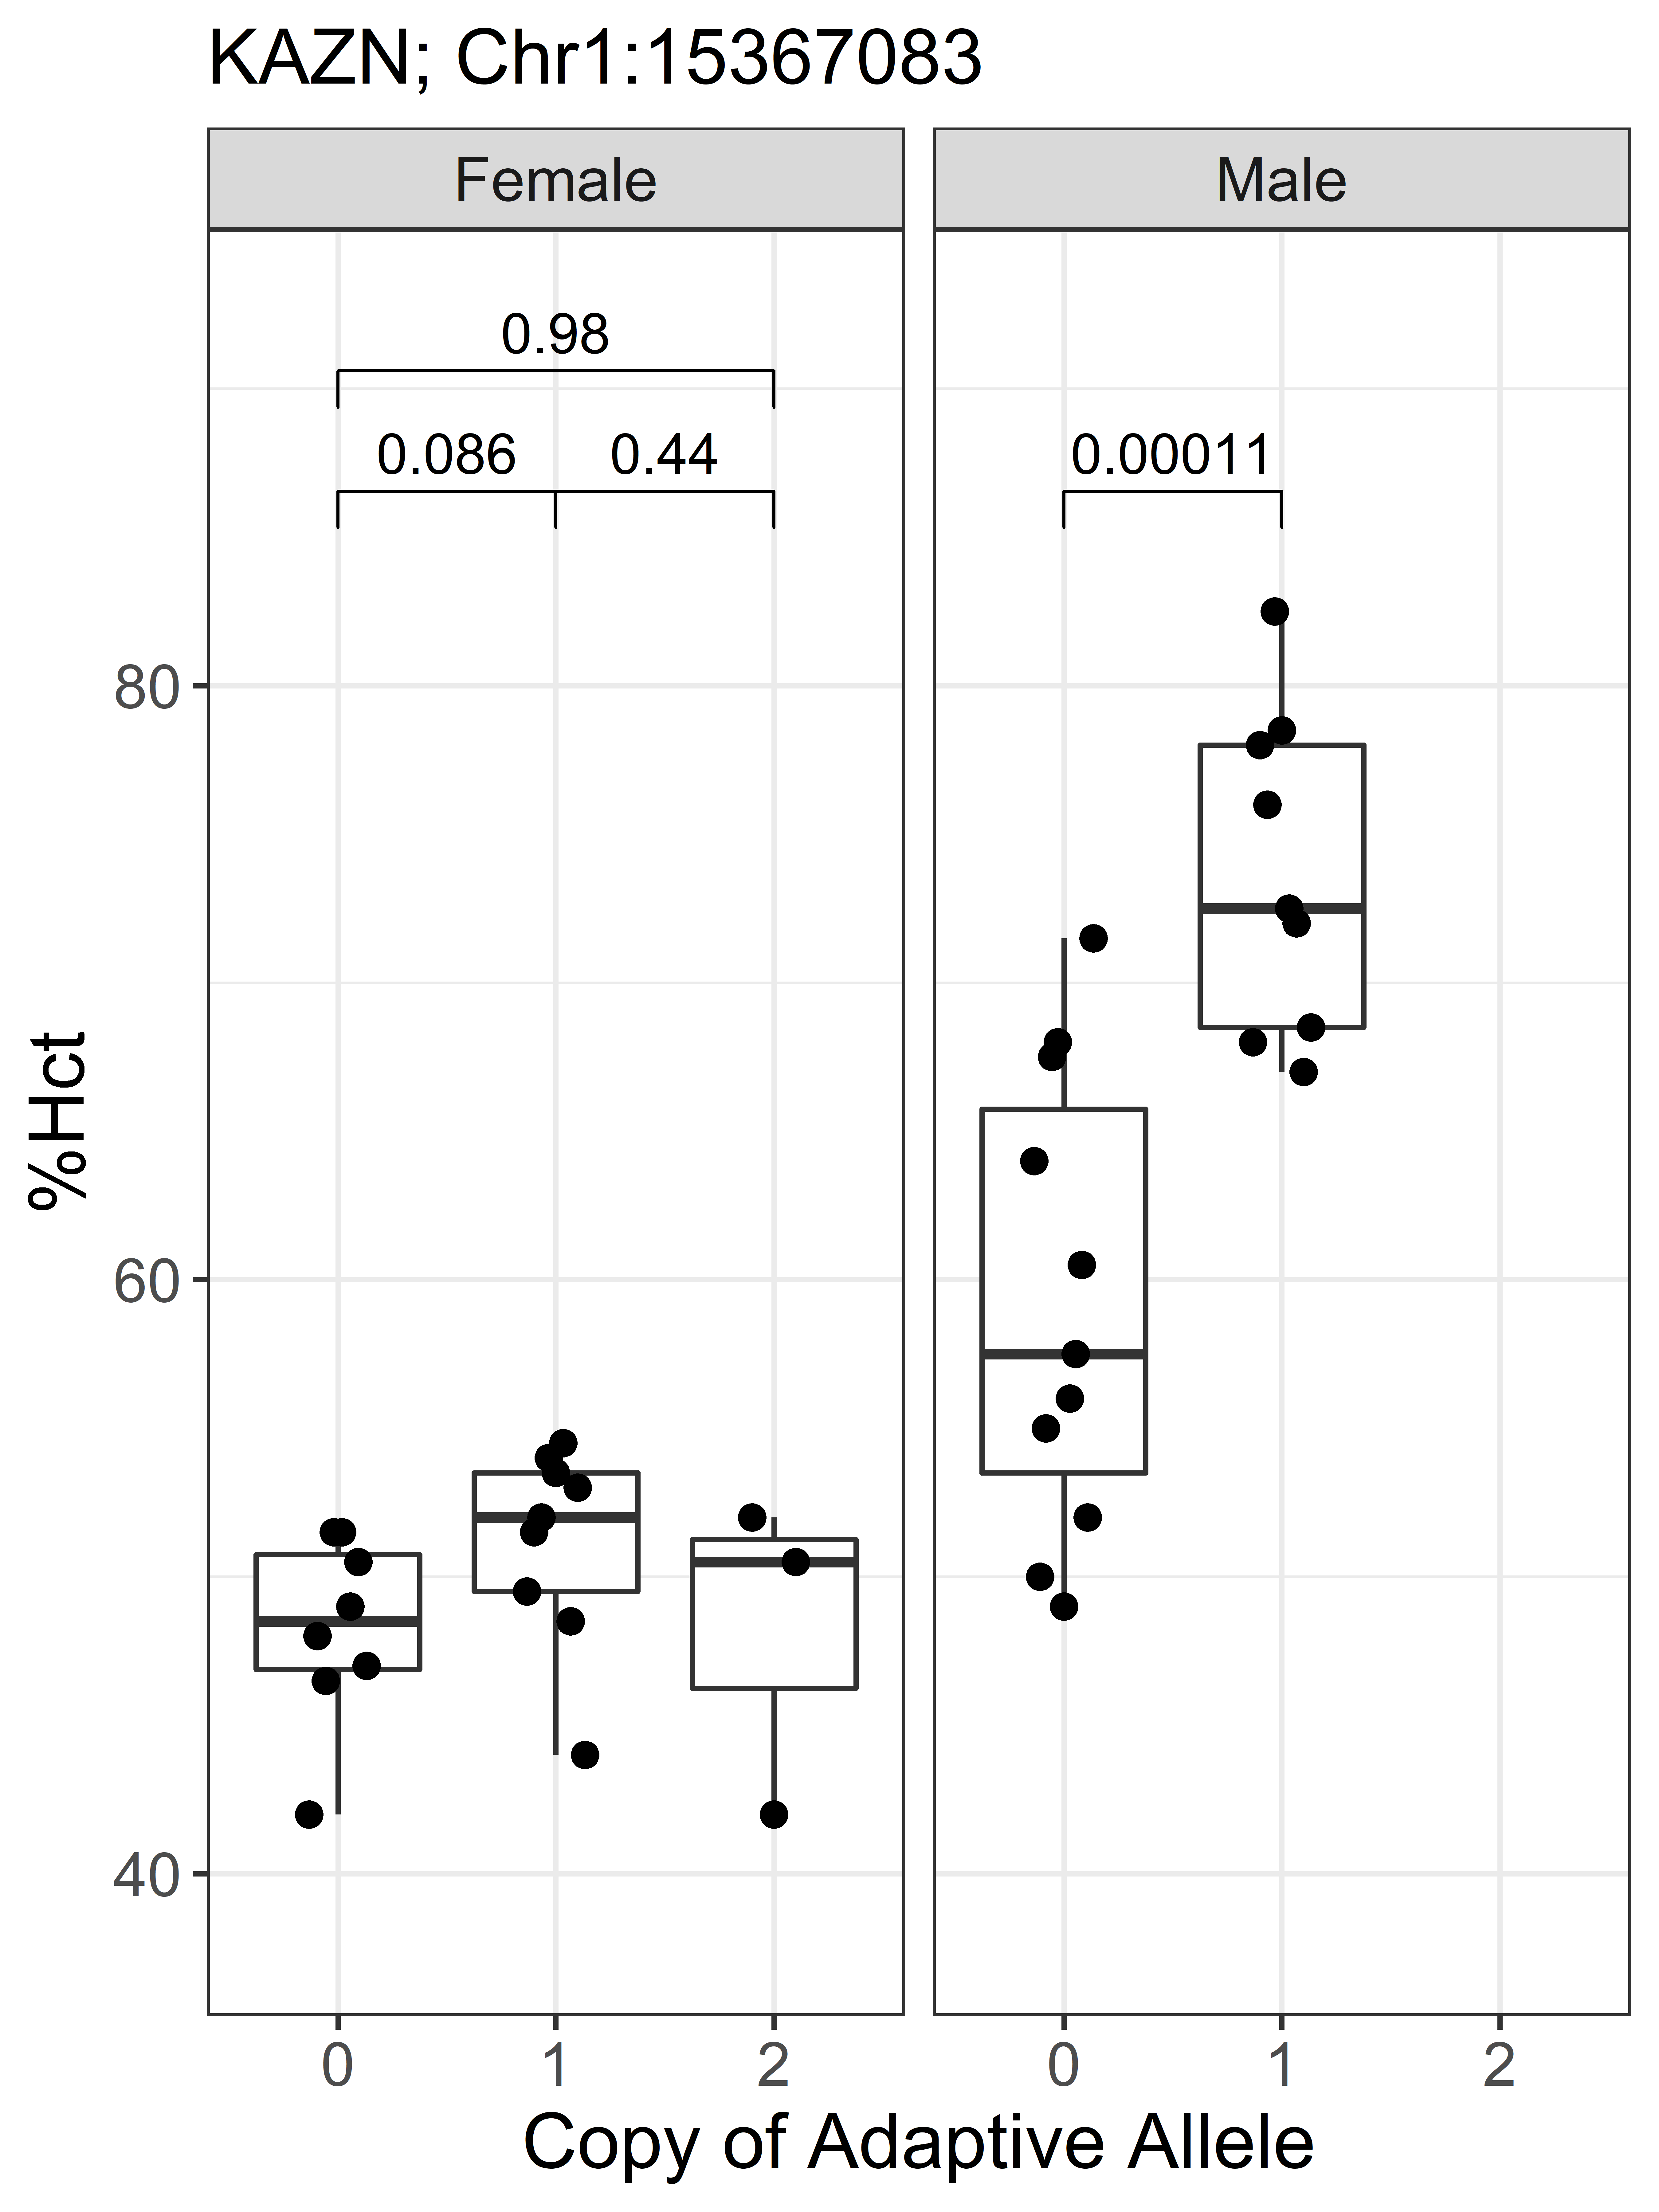 KAZN; Chr1:15367083
Female Male
0.98
0.086 0.44 0.00011
80
60
40
%Hct
0 1 2 0 1 2
Copy of Adaptive Allele